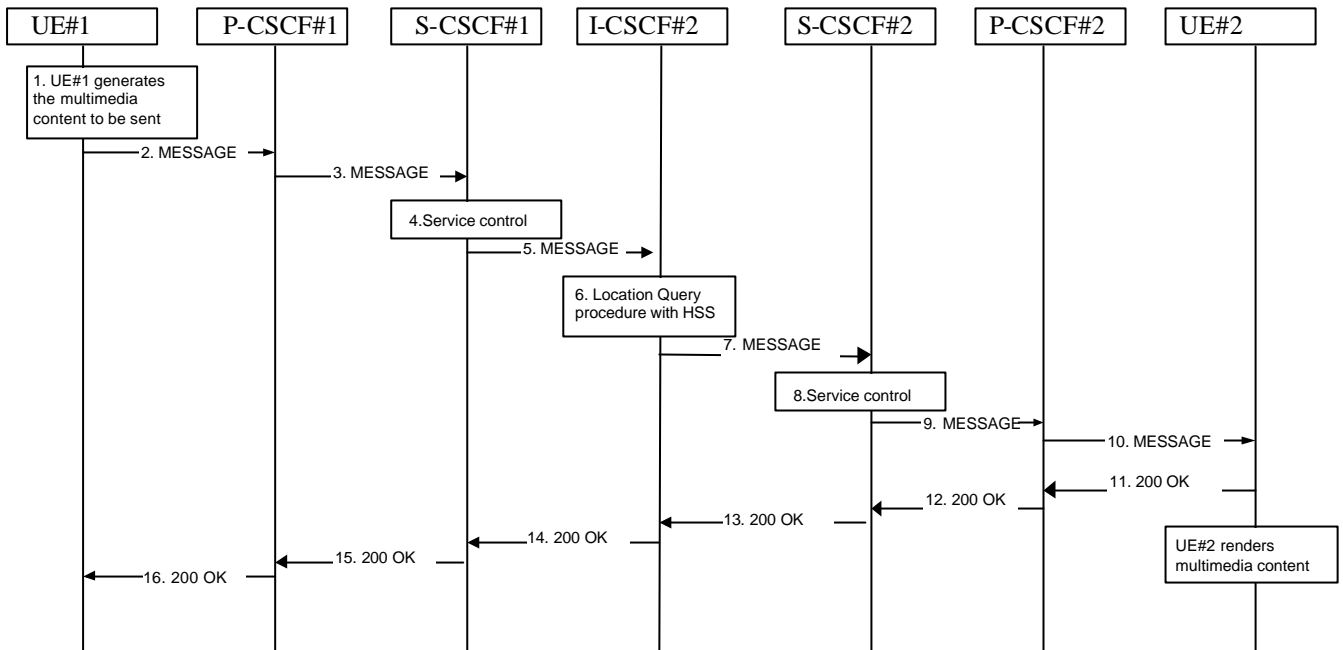 UE#1
P-CSCF#1
S-CSCF#1
I-CSCF#2
S-CSCF#2
P-CSCF#2
UE#2
1. UE#1 generates
the multimedia
content to be sent
2. MESSAGE
3. MESSAGE
4.Service control
5. MESSAGE
6. Location Query
procedure with HSS
7. MESSAGE
8.Service control
9. MESSAGE
10. MESSAGE
11. 200 OK
12. 200 OK
13. 200 OK
14. 200 OK
15. 200 OK
16. 200 OK
UE#2 renders
multimedia content